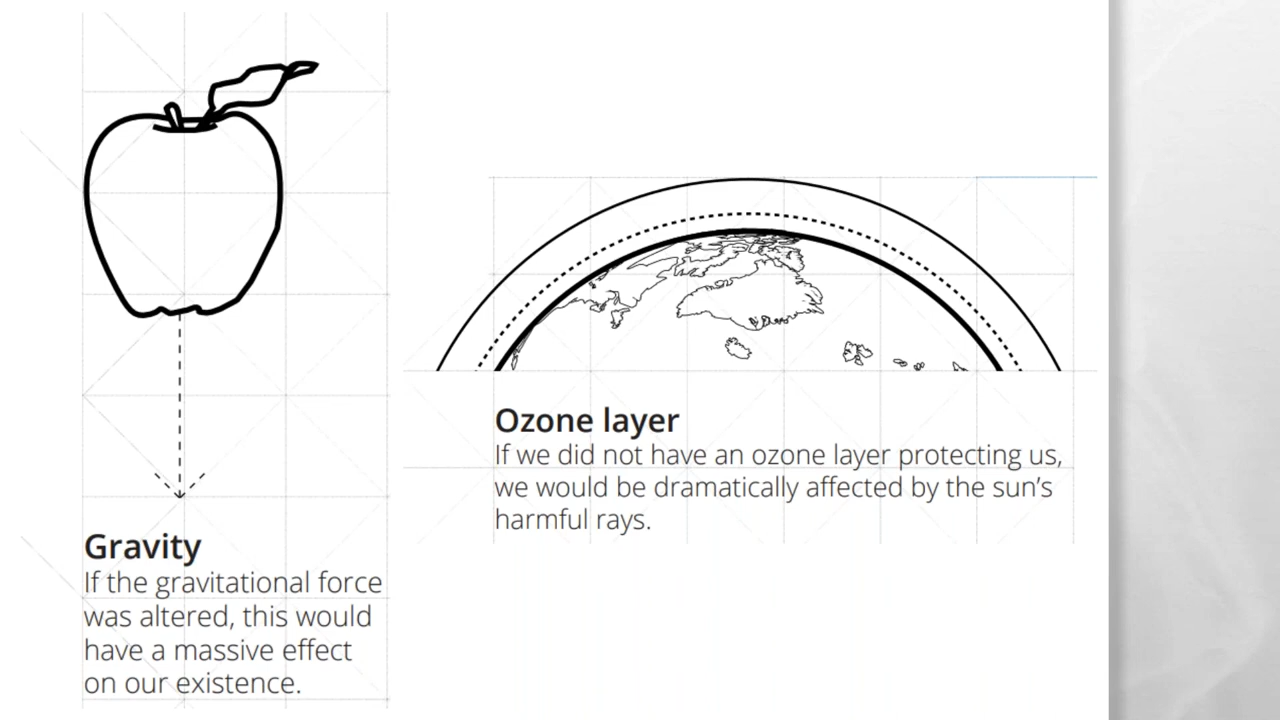 Gravity
If the gravitational force
was altered, this would
have a massive effect
on our existence.
Ozone layer
If we did not have an ozone layer protecting us,
we would be dramatically affected by the sun’s
harmful rays.